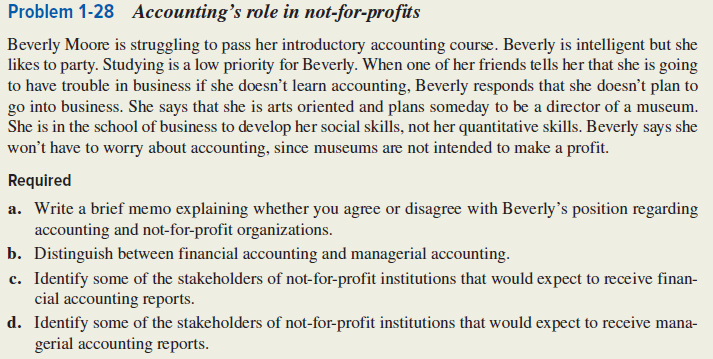 Problem 1-28 Accounting's role in not-for-profits
Beverly Moore is struggling to pass her introductory accounting course. Beverly is intelligent but she
likes to party. Studying is a low priority for Beverly. When one of her friends tells her that she is going
to have trouble in business if she doesn't learn accounting, Beverly responds that she doesn't plan to
go into business. She says that she is arts oriented and plans someday to be a director of a museum.
She is in the school of business to develop her social skills, not her quantitative skills. Beverly says she
won't have to worry about accounting, since museums are not intended to make a profit.
Required
a. Write a brief memo explaining whether you agree or disagree with Beverly's position regarding
accounting and not-for-profit organizations.
b. Distinguish between financial accounting and managerial accounting.
c. Identify some of the stakeholders of not-for-profit institutions that would expect to receive finan-
cial accounting reports.
d. Identify some of the stakeholders of not-for-profit institutions that would expect to receive mana-
gerial accounting reports.